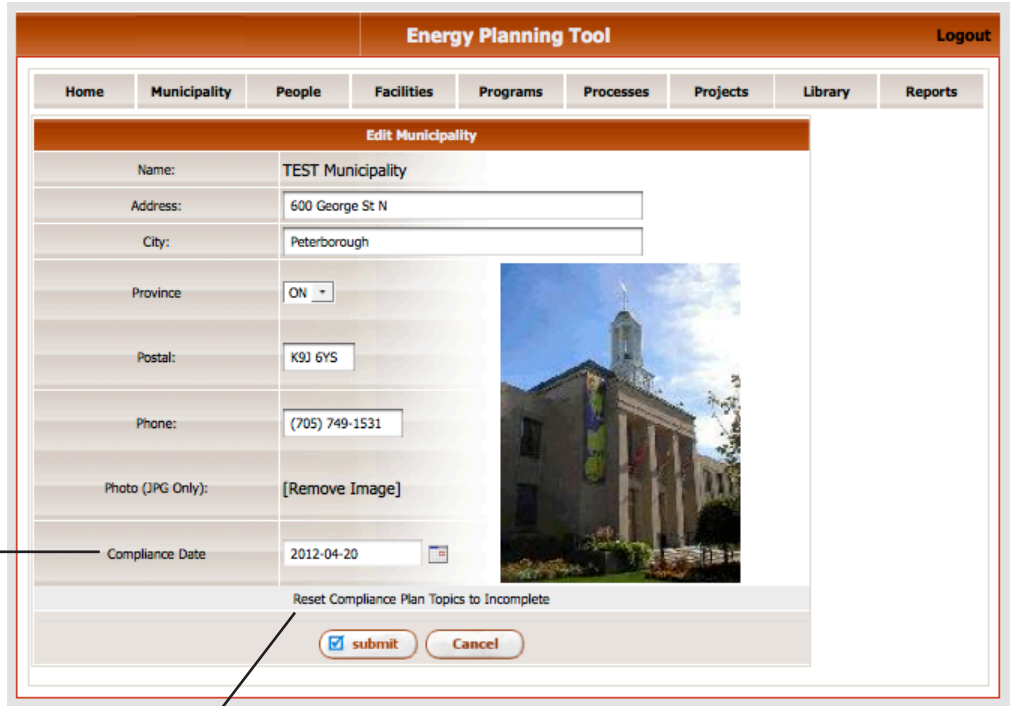 Energy Planning Tool Logout
Home Municipality People Facilities Programs Processes Projects Library Reports
Edit Municipality
Name: TEST Municipality
Address: 600 George St N
City: Peterborough
Province ON
Postal: K9J 6YS
Phone: (705) 749-1531
Photo (JPG Only): [Remove Image]
Compliance Date 2012-04-20
Reset Compliance Plan Topics to Incomplete
submit Cancel